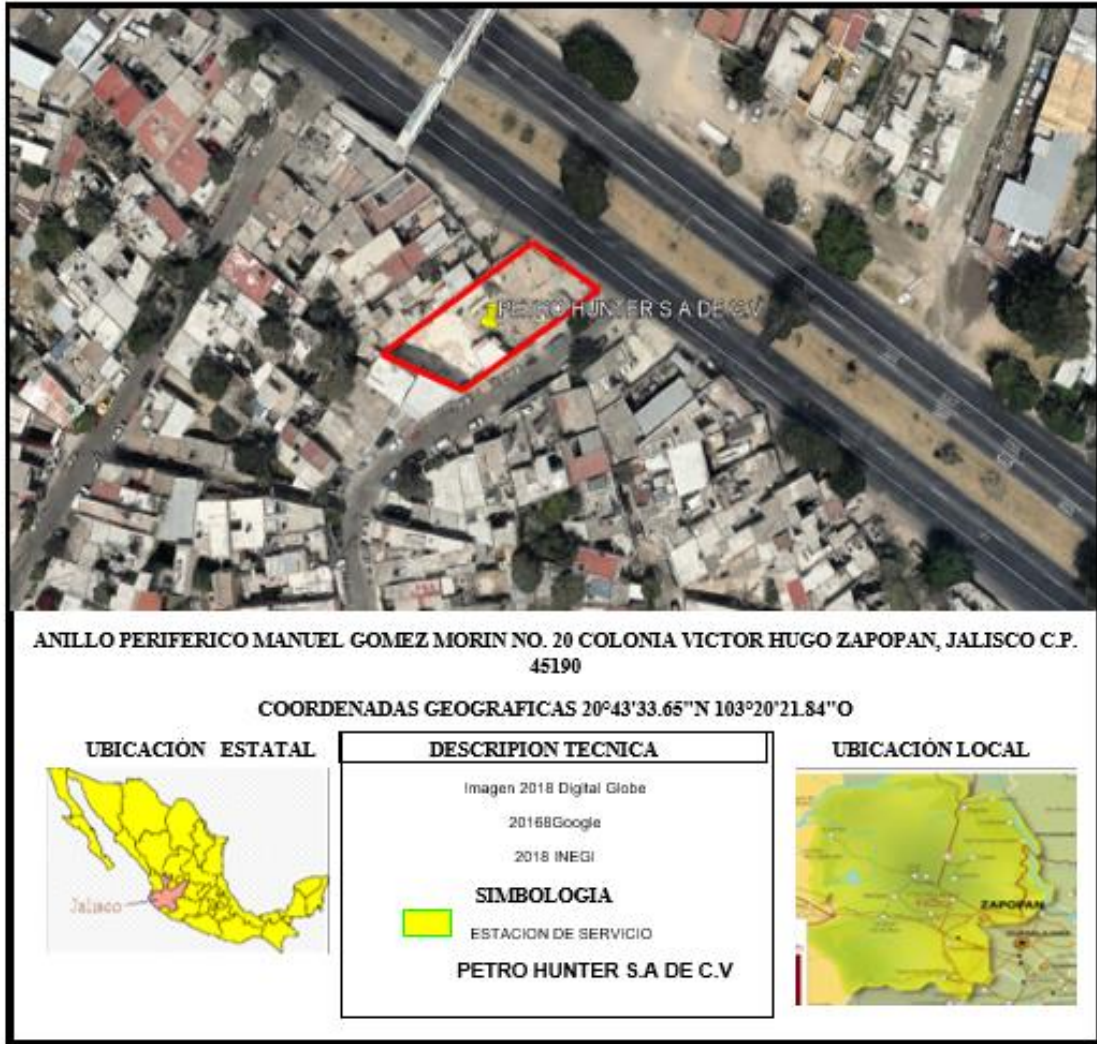 PETRO HUNTER S A DE C.V
ANILLO PERIFERICO MANUEL GOMEZ MORIN NO. 20 COLONIA VICTOR HUGO ZAPOPAN, JALISCO C.P.
45190
COORDENADAS GEOGRAFICAS 20°43'33.65"N 103°20'21.84"O
UBICACIÓN ESTATAL
Jalisco
DESCRIPION TECNICA
Imagen 2018 Digital Globe
20168Google
2018 INEGI
SIMBOLOGIA
ESTACION DE SERVICIO
PETRO HUNTER S.A DE C.V
UBICACIÓN LOCAL
ZAPOPAN